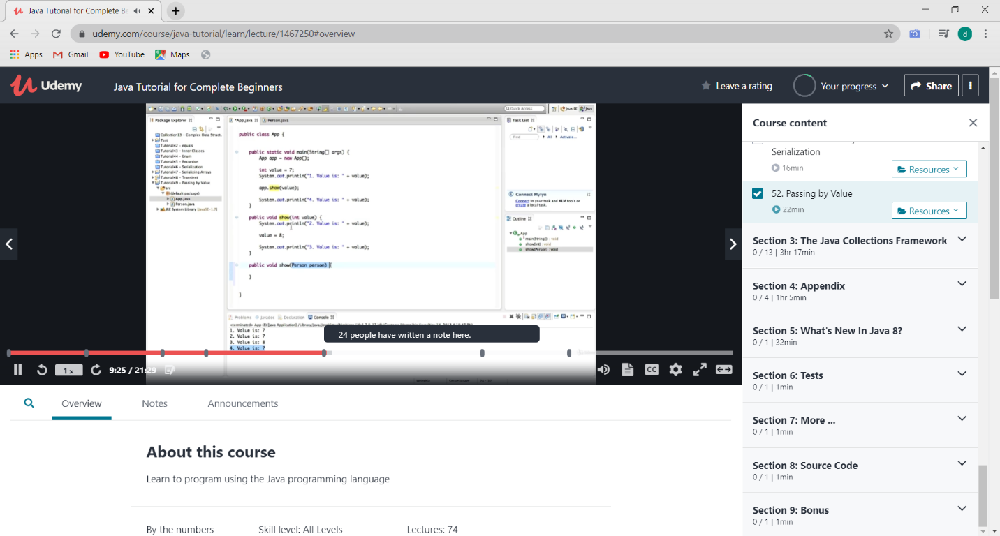 Java Tutorial for Complete Be
udemy.com/course/java-tutorial/learn/lecture/1467250#overview
d
Apps Gmail YouTube Maps
Udemy Java Tutorial for Complete Beginners
Leave a rating Your progress Share
Quick Access Java EE Java
Package Explorer
Collection13 - Complex Data Struct
Test
Tutorial42 - equals
Tutorial43 - Inner Classes
Tutorial44 - Enum
Tutorial45 - Recursion
Tutorial46 - Serialization
Tutorial47 - Serializing Arrays
Tutorial48 - Transient
Tutorial49 - Passing by Value
src
(default package)
App.java
Person.java
JRE System Library [JavaSE-1.7]
*App.java Person.java
public class App {
public static void main(String[] args) {
App app = new App();
int value = 7;
System.out.println("1. Value is: " + value);
app.show(value);
System.out.println("4. Value is: " + value);
}
public void show(int value) {
System.out.println("2. Value is: " + value);
value = 8;
System.out.println("3. Value is: " + value);
}
public void show(Person person) {
}
}
Task List
Find All Activate...
Connect Mylyn
Connect to your task and ALM tools or
create a local task.
Outline
App
main(String[]) : void
show(int) : void
show(Person) : void
Problems Javadoc Declaration Console
<terminated> App (8) [Java Application]
1. Value is: 7
2. Value is: 7
3. Value is: 8
4. Value is: 7
24 people have written a note here.
1x 9:25 / 21:29
CC
Course content
Serialization
16min
Resources
52. Passing by Value
22min
Resources
Section 3: The Java Collections Framework
0 / 13 | 3hr 17min
Section 4: Appendix
0 / 4 | 1hr 5min
Section 5: What's New In Java 8?
0 / 1 | 32min
Section 6: Tests
0 / 1 | 1min
Section 7: More ...
0 / 1 | 1min
Section 8: Source Code
0 / 1 | 1min
Section 9: Bonus
0 / 1 | 1min
Overview Notes Announcements
About this course
Learn to program using the Java programming language
By the numbers Skill level: All Levels Lectures: 74